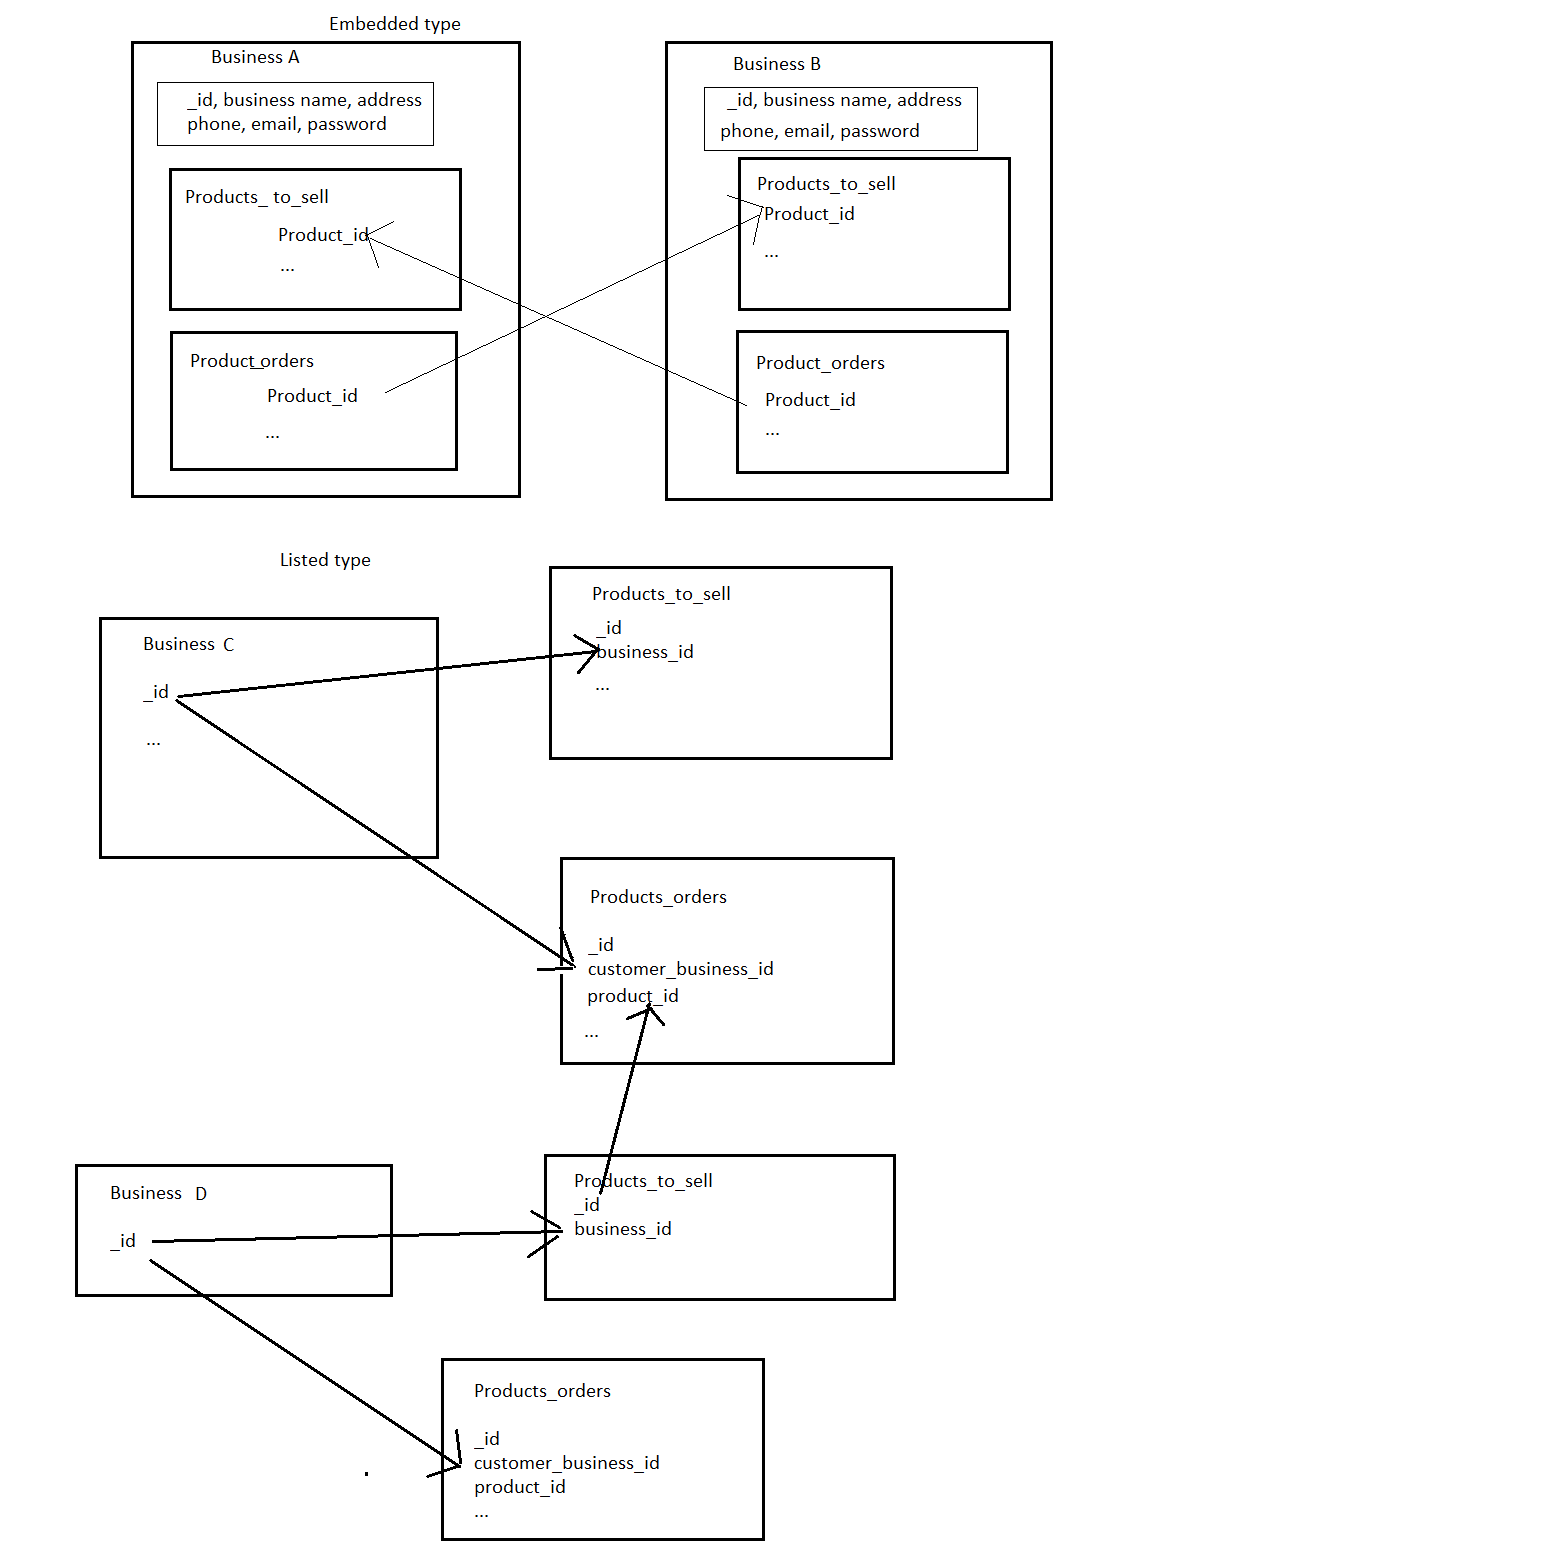 Embedded type
Business A
_id, business name, address
phone, email, password
Products_ to_sell
Product_id
...
Product_orders
Product_id
...
Business B
_id, business name, address
phone, email, password
Products_to_sell
Product_id
...
Product_orders
Product_id
...
Listed type
Business C
_id
...
Products_to_sell
_id
business_id
...
Products_orders
_id
customer_business_id
product_id
...
Business D
_id
Products_to_sell
_id
business_id
Products_orders
_id
customer_business_id
product_id
...